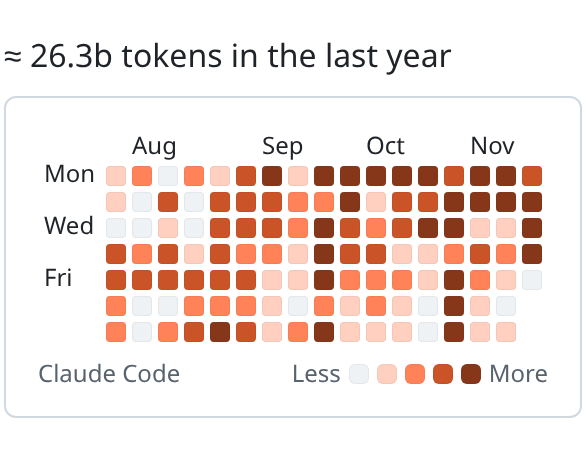 ≈ 26.3b tokens in the last year
Aug Sep Oct Nov
Mon
Wed
Fri
Claude Code Less More